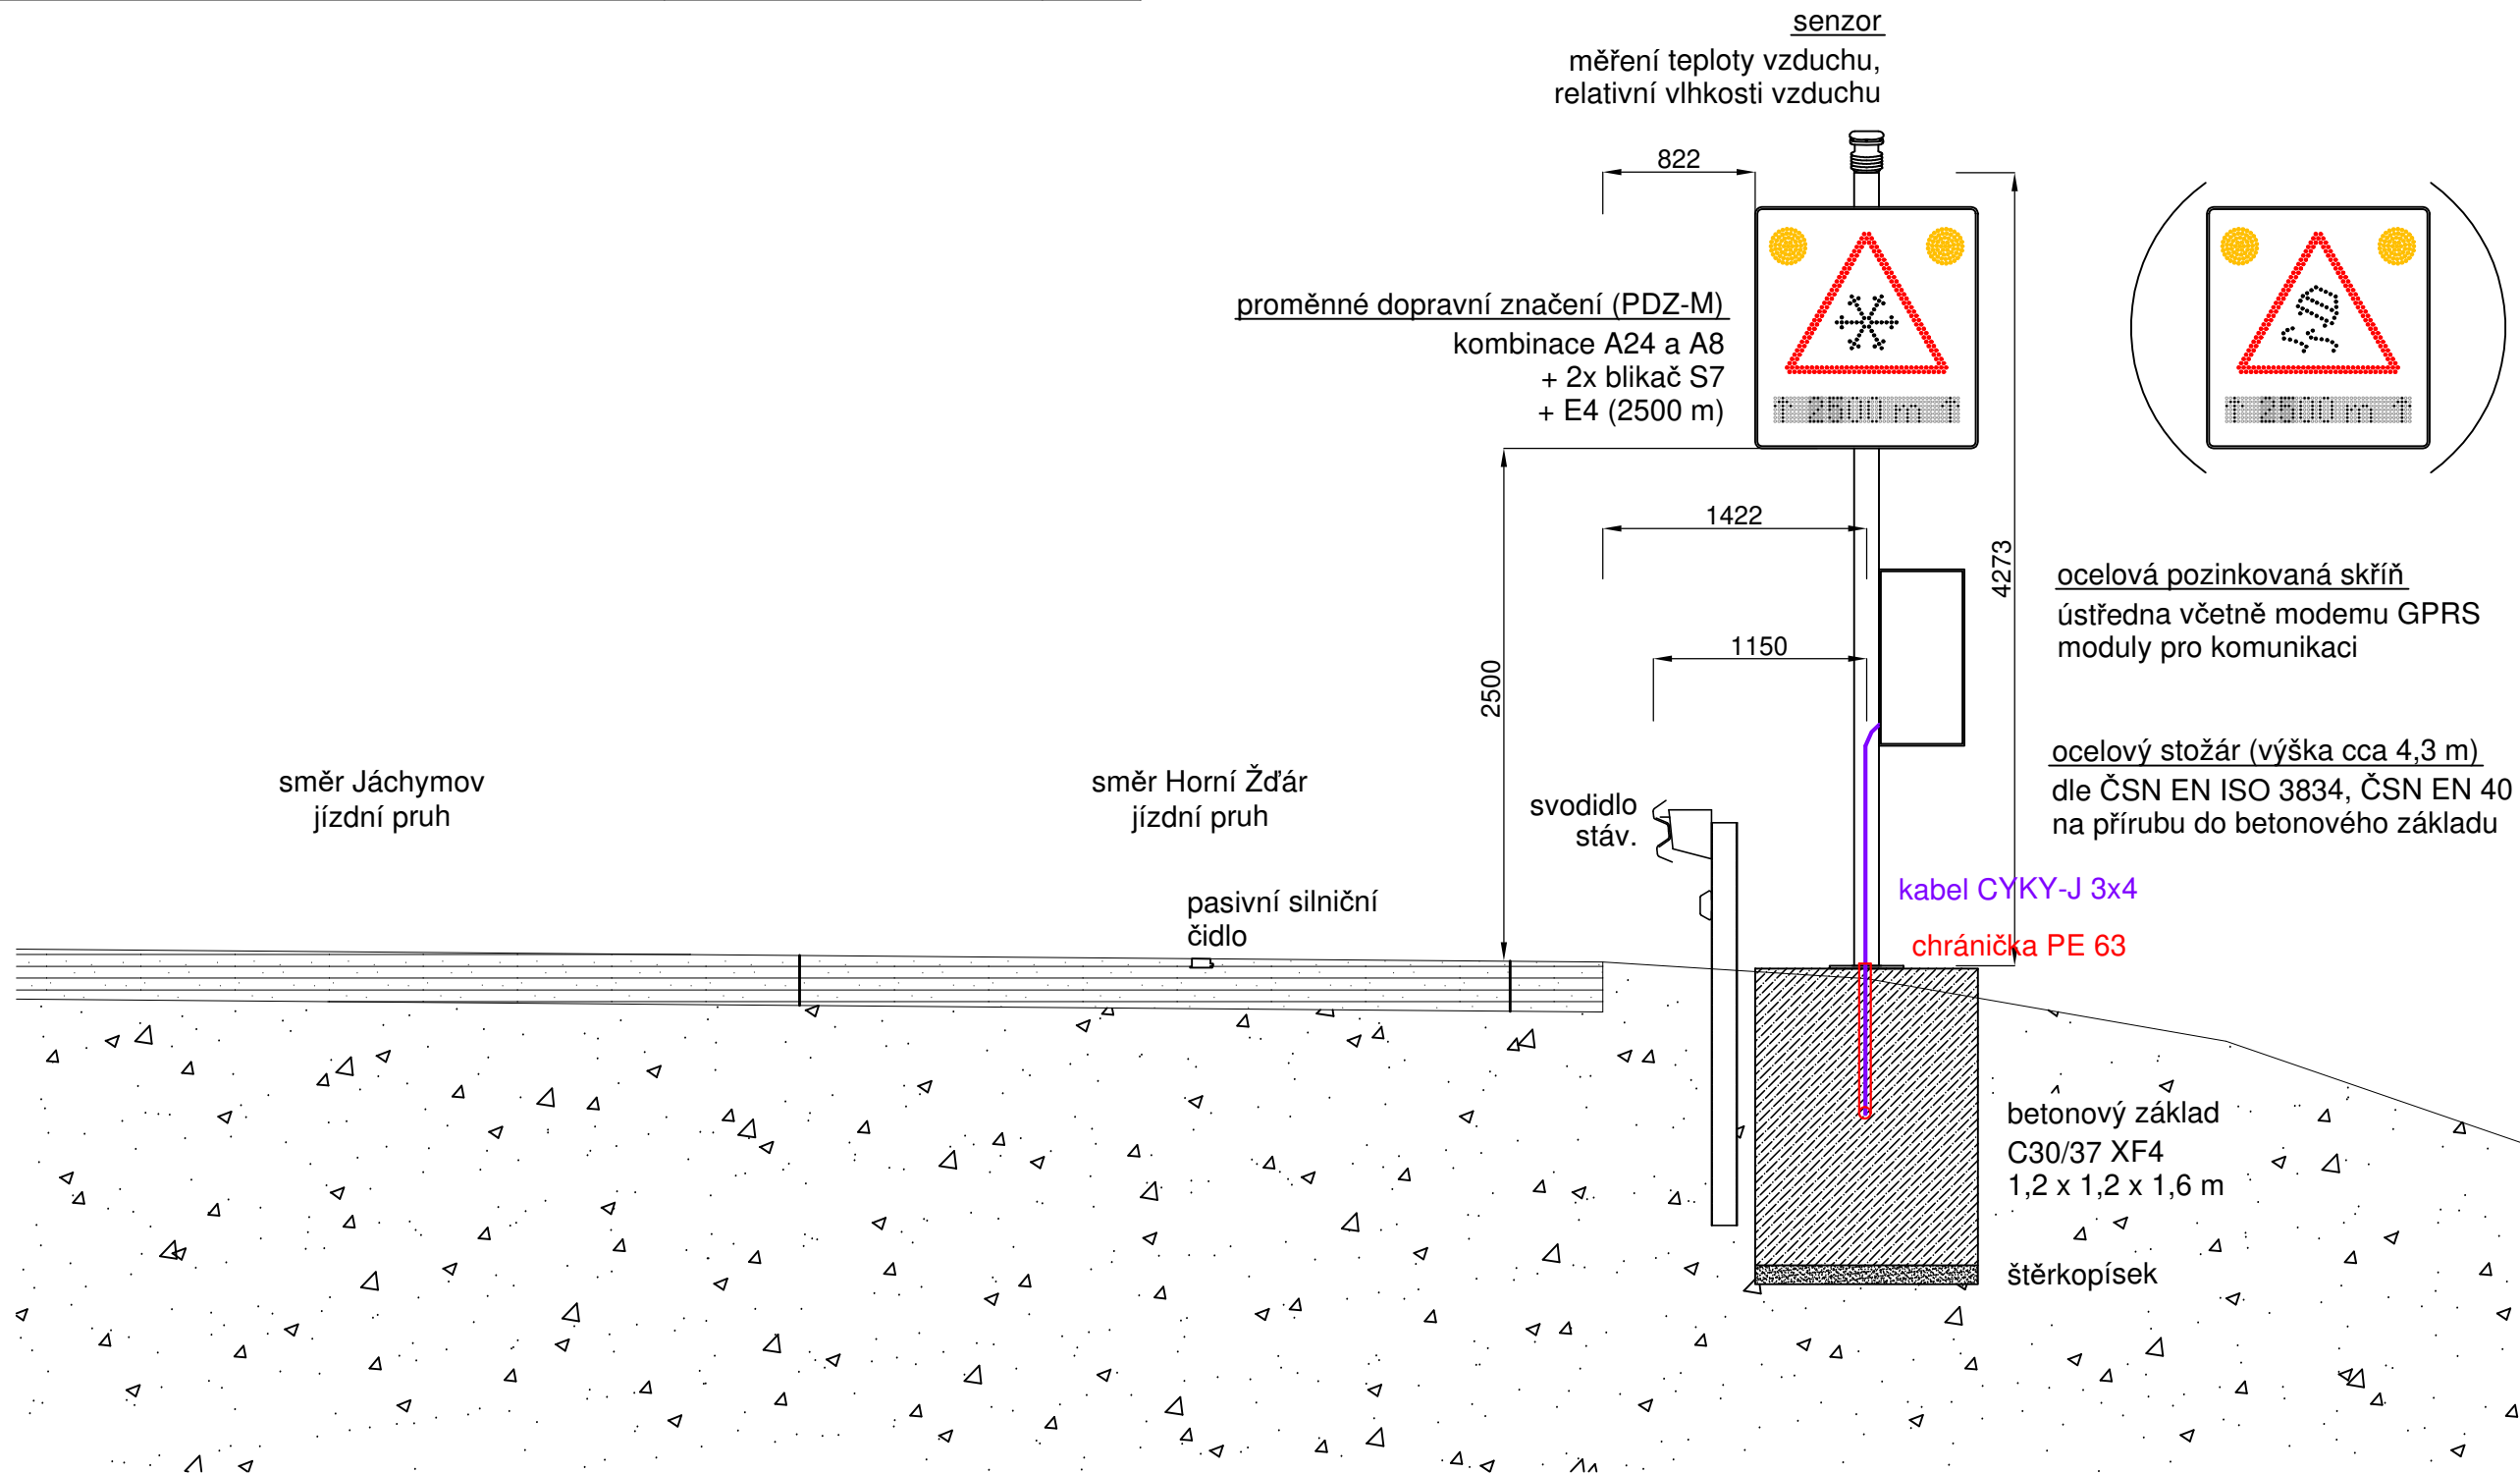 senzor
měření teploty vzduchu,
relativní vlhkosti vzduchu
822
proměnné dopravní značení (PDZ-M)
kombinace A24 a A8
+ 2x blikač S7
+ E4 (2500 m)
↑ 2500 m ↑
↑ 2500 m ↑
1422
4273
2500
1150
ocelová pozinkovaná skříň
ústředna včetně modemu GPRS
moduly pro komunikaci
ocelový stožár (výška cca 4,3 m)
dle ČSN EN ISO 3834, ČSN EN 40
na přírubu do betonového základu
směr Jáchymov
jízdní pruh
směr Horní Žďár
jízdní pruh
svodidlo
stáv.
pasivní silniční
čidlo
kabel CYKY-J 3x4
chránička PE 63
betonový základ
C30/37 XF4
1,2 x 1,2 x 1,6 m
štěrkopísek